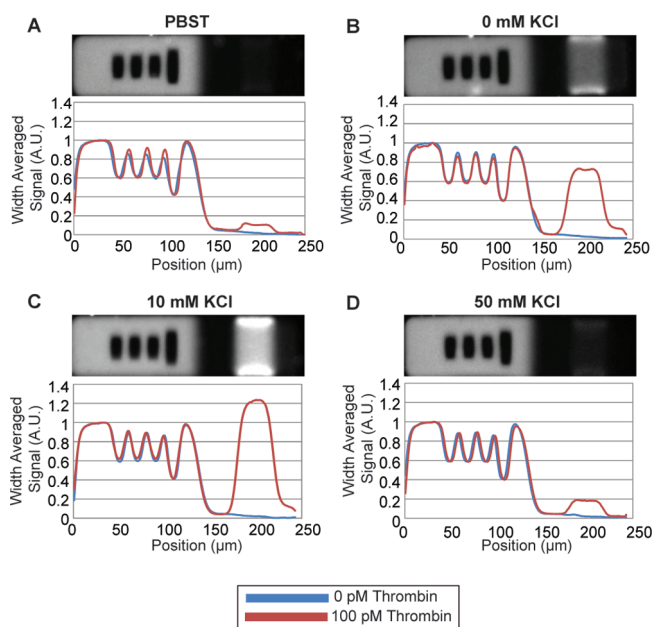 A
PBST
1.4
1.2
1
0.8
0.6
0.4
0.2
0
Width Averaged
Signal (A.U.)
50 100 150 200 250
Position (µm)
B
0 mM KCl
1.4
1.2
1
0.8
0.6
0.4
0.2
0
Width Averaged
Signal (A.U.)
0 50 100 150 200 250
Position (µm)
C
10 mM KCl
1.4
1.2
1
0.8
0.6
0.4
0.2
0
Width Averaged
Signal (A.U.)
0 50 100 150 200 250
Position (µm)
D
50 mM KCl
1.4
1.2
1
0.8
0.6
0.4
0.2
0
Width Averaged
Signal (A.U.)
0 50 100 150 200 250
Position (µm)
0 pM Thrombin
100 pM Thrombin